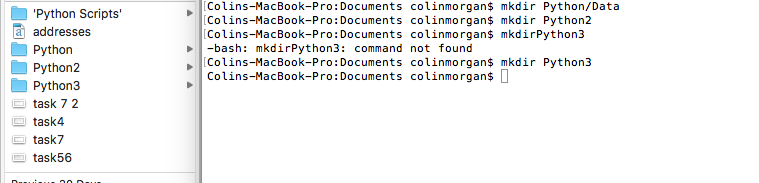 'Python Scripts'
addresses
Python
Python2
Python3
task 7 2
task4
task7
task56
Previous 30 Days
[Colins-MacBook-Pro:Documents colinmorgan$ mkdir Python/Data
[Colins-MacBook-Pro:Documents colinmorgan$ mkdir Python2
[Colins-MacBook-Pro:Documents colinmorgan$ mkdirPython3
-bash: mkdirPython3: command not found
[Colins-MacBook-Pro:Documents colinmorgan$ mkdir Python3
Colins-MacBook-Pro:Documents colinmorgan$